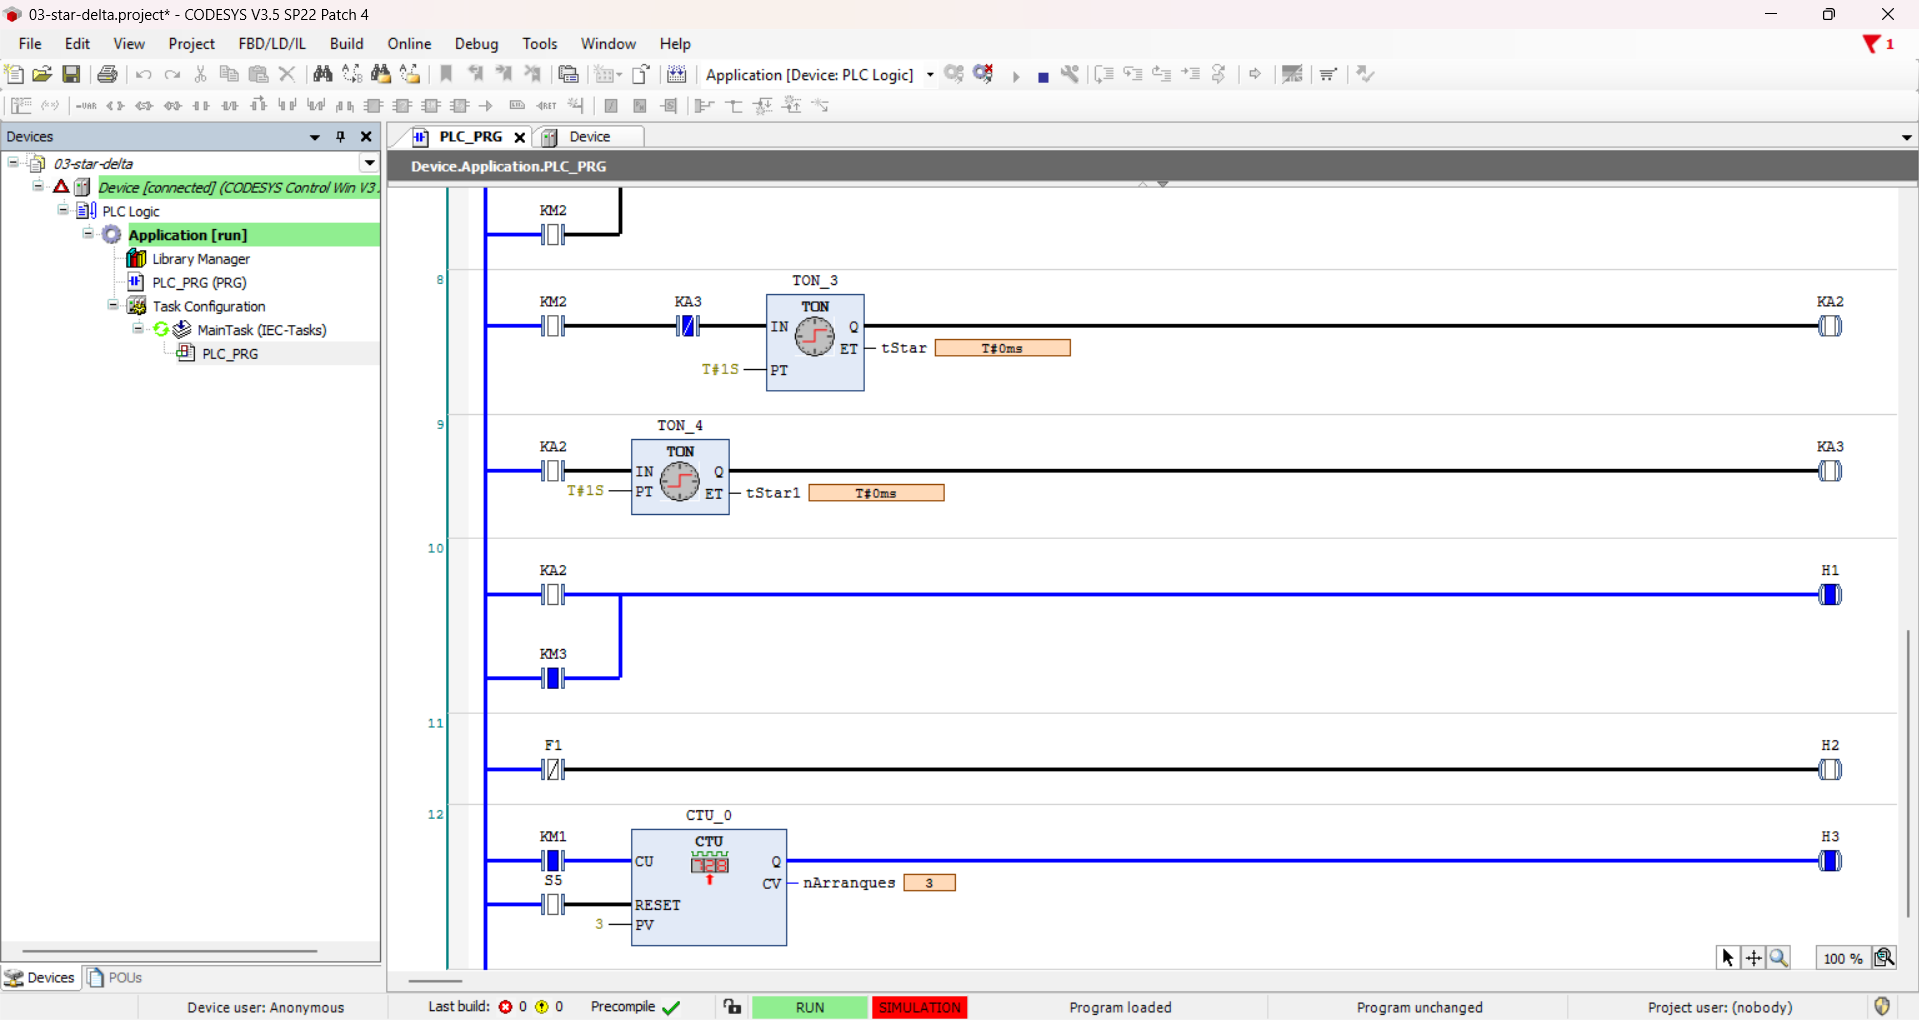 03-star-delta.project* - CODESYS V3.5 SP22 Patch 4
File Edit View Project FBD/LD/IL Build Online Debug Tools Window Help
1
Application [Device: PLC Logic]
Devices
PLC_PRG
Device
03-star-delta
Device [connected] (CODESYS Control Win V3
PLC Logic
Application [run]
Library Manager
PLC_PRG (PRG)
Task Configuration
MainTask (IEC-Tasks)
PLC_PRG
Device.Application.PLC_PRG
KM2
8
TON_3
KM2
KA3
KA2
TON
IN
Q
ET
tStar
T#0ms
T#1S
PT
9
TON_4
KA2
KA3
TON
IN
Q
T#1S
PT
ET
tStar1
T#0ms
10
KA2
H1
KM3
11
F1
H2
12
CTU_0
KM1
H3
CTU
CU
Q
S5
CV
nArranques
3
RESET
3
PV
100 %
Devices
POUs
Device user: Anonymous
Last build: 0 0
Precompile
RUN
SIMULATION
Program loaded
Program unchanged
Project user: (nobody)